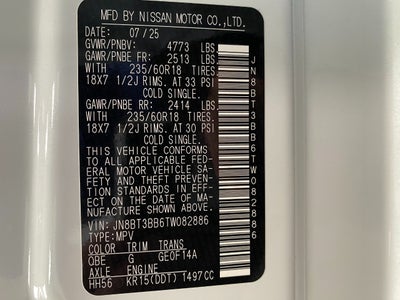 MFD BY NISSAN MOTOR CO.,LTD.
DATE: 07/25
GVWR/PNBV: 4773 LBS
GAWR/PNBE FR: 2513 LBS
WITH 235/60R18 TIRES.
18X7 1/2J RIMS. AT 33 PSI
COLD SINGLE.
GAWR/PNBE RR: 2414 LBS
WITH 235/60R18 TIRES.
18X7 1/2J RIMS. AT 30 PSI
COLD SINGLE.
THIS VEHICLE CONFORMS
TO ALL APPLICABLE FED-
ERAL MOTOR VEHICLE SA-
FETY AND THEFT PREVEN-
TION STANDARDS IN EFF-
ECT ON THE DATE OF MA-
NUFACTURE SHOWN ABOVE.
VIN: JN8BT3BB6TW082886
TYPE: MPV
COLOR TRIM TRANS
QBE G GEOF14A
AXLE ENGINE
HH56 KR15(DDT) T497CC
JN8BT3BB6TW082886